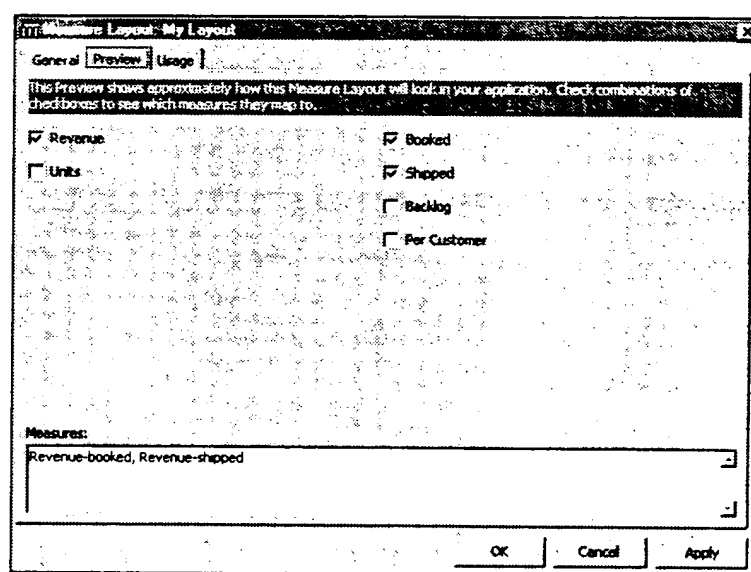 Measure Layout: My Layout
General Preview Usage
This Preview shows approximately how this Measure Layout will look in your application. Check combinations of
checkboxes to see which measures they map to.
Revenue Booked
Units Shipped
Backlog
Per Customer
Measures:
Revenue-booked, Revenue-shipped
OK Cancel Apply